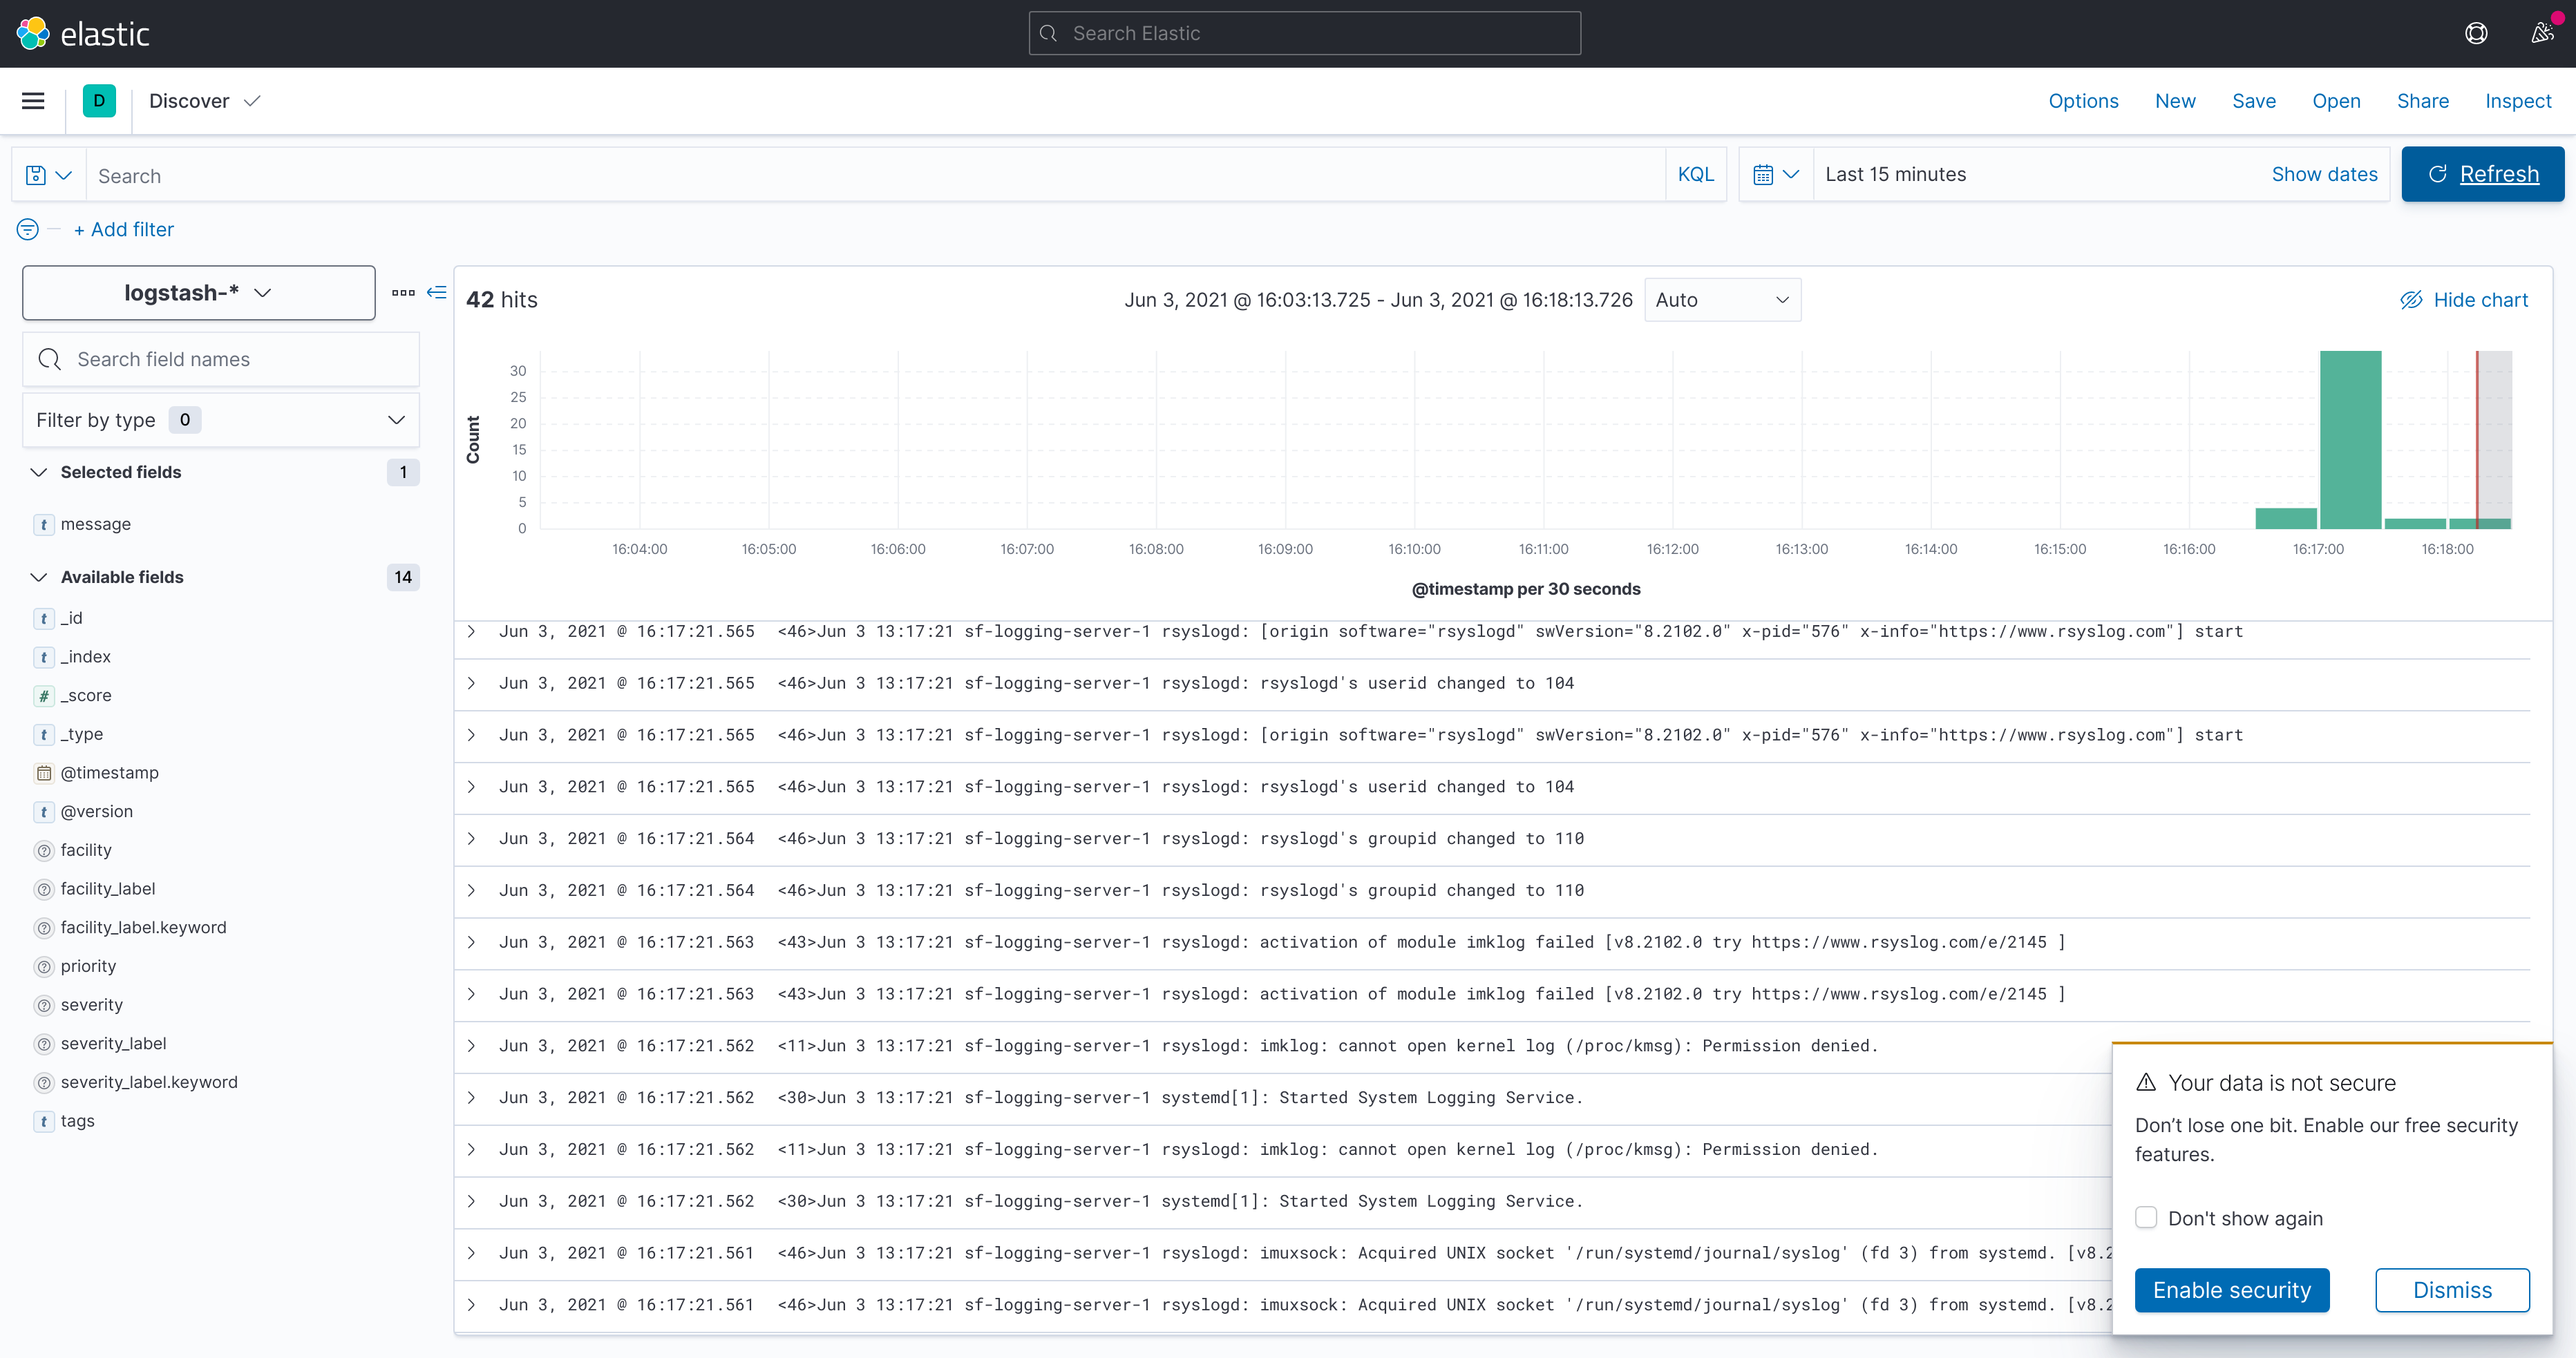 elastic
Search Elastic
D
Discover
Options New Save Open Share Inspect
Search
KQL
Last 15 minutes
Show dates
Refresh
+ Add filter
logstash-*
42 hits
Jun 3, 2021 @ 16:03:13.725 - Jun 3, 2021 @ 16:18:13.726
Auto
Hide chart
Search field names
Filter by type 0
Selected fields 1
t message
Available fields 14
t _id
t _index
# _score
t _type
@timestamp
t @version
? facility
? facility_label
? facility_label.keyword
? priority
? severity
? severity_label
? severity_label.keyword
t tags
Count
30
25
20
15
10
5
0
16:04:00 16:05:00 16:06:00 16:07:00 16:08:00 16:09:00 16:10:00 16:11:00 16:12:00 16:13:00 16:14:00 16:15:00 16:16:00 16:17:00 16:18:00
@timestamp per 30 seconds
Jun 3, 2021 @ 16:17:21.565 <46>Jun 3 13:17:21 sf-logging-server-1 rsyslogd: [origin software="rsyslogd" swVersion="8.2102.0" x-pid="576" x-info="https://www.rsyslog.com"] start
Jun 3, 2021 @ 16:17:21.565 <46>Jun 3 13:17:21 sf-logging-server-1 rsyslogd: rsyslogd's userid changed to 104
Jun 3, 2021 @ 16:17:21.565 <46>Jun 3 13:17:21 sf-logging-server-1 rsyslogd: [origin software="rsyslogd" swVersion="8.2102.0" x-pid="576" x-info="https://www.rsyslog.com"] start
Jun 3, 2021 @ 16:17:21.565 <46>Jun 3 13:17:21 sf-logging-server-1 rsyslogd: rsyslogd's userid changed to 104
Jun 3, 2021 @ 16:17:21.564 <46>Jun 3 13:17:21 sf-logging-server-1 rsyslogd: rsyslogd's groupid changed to 110
Jun 3, 2021 @ 16:17:21.564 <46>Jun 3 13:17:21 sf-logging-server-1 rsyslogd: rsyslogd's groupid changed to 110
Jun 3, 2021 @ 16:17:21.563 <43>Jun 3 13:17:21 sf-logging-server-1 rsyslogd: activation of module imklog failed [v8.2102.0 try https://www.rsyslog.com/e/2145 ]
Jun 3, 2021 @ 16:17:21.563 <43>Jun 3 13:17:21 sf-logging-server-1 rsyslogd: activation of module imklog failed [v8.2102.0 try https://www.rsyslog.com/e/2145 ]
Jun 3, 2021 @ 16:17:21.562 <11>Jun 3 13:17:21 sf-logging-server-1 rsyslogd: imklog: cannot open kernel log (/proc/kmsg): Permission denied.
Jun 3, 2021 @ 16:17:21.562 <30>Jun 3 13:17:21 sf-logging-server-1 systemd[1]: Started System Logging Service.
Jun 3, 2021 @ 16:17:21.562 <11>Jun 3 13:17:21 sf-logging-server-1 rsyslogd: imklog: cannot open kernel log (/proc/kmsg): Permission denied.
Jun 3, 2021 @ 16:17:21.562 <30>Jun 3 13:17:21 sf-logging-server-1 systemd[1]: Started System Logging Service.
Jun 3, 2021 @ 16:17:21.561 <46>Jun 3 13:17:21 sf-logging-server-1 rsyslogd: imuxsock: Acquired UNIX socket '/run/systemd/journal/syslog' (fd 3) from systemd. [v8.2
Jun 3, 2021 @ 16:17:21.561 <46>Jun 3 13:17:21 sf-logging-server-1 rsyslogd: imuxsock: Acquired UNIX socket '/run/systemd/journal/syslog' (fd 3) from systemd. [v8.2
Your data is not secure
Don’t lose one bit. Enable our free security
features.
Don't show again
Enable security
Dismiss